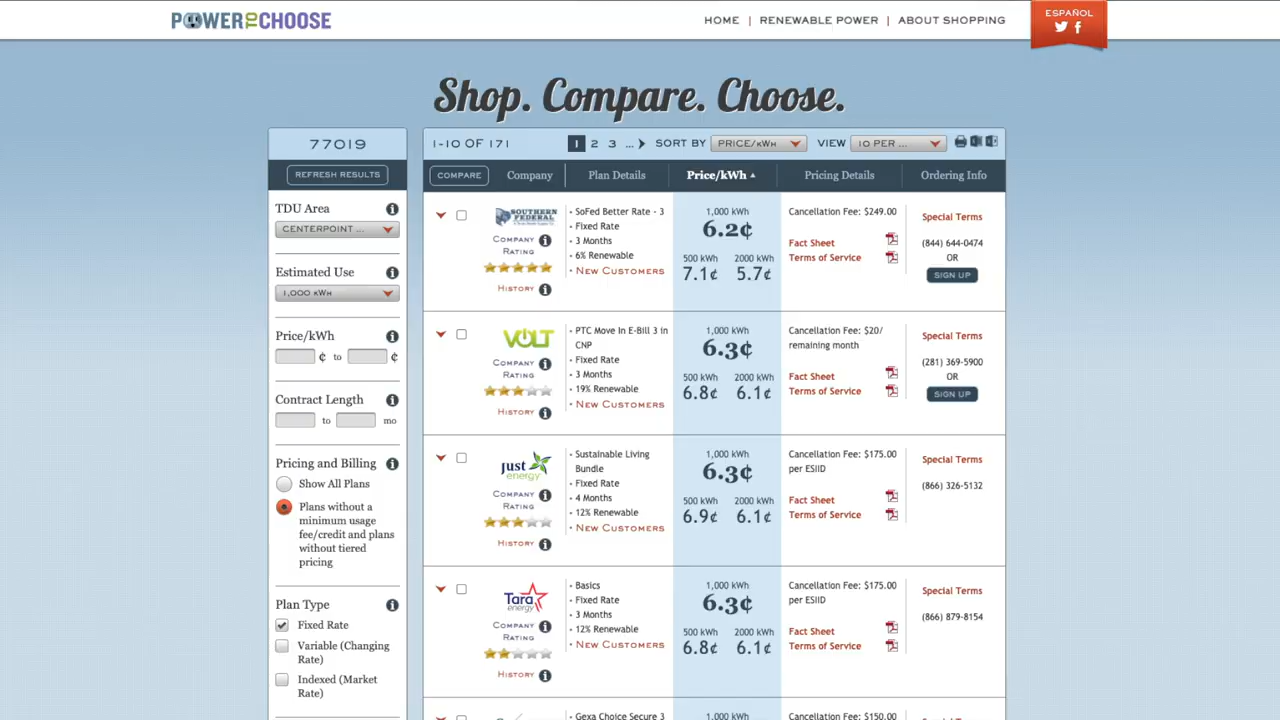 POWER TO CHOOSE
HOME | RENEWABLE POWER | ABOUT SHOPPING
ESPAÑOL
Shop. Compare. Choose.
77019
REFRESH RESULTS
TDU Area
CENTERPOINT ...
Estimated Use
1,000 KWH
Price/kWh
¢ to ¢
Contract Length
to mo
Pricing and Billing
Show All Plans
Plans without a
minimum usage
fee/credit and plans
without tiered
pricing
Plan Type
Fixed Rate
Variable (Changing
Rate)
Indexed (Market
Rate)
1-10 OF 171
1 2 3 ... SORT BY PRICE/KWH VIEW 10 PER ...
COMPARE Company Plan Details Price/kWh Pricing Details Ordering Info
SOUTHERN
FEDERAL
COMPANY
RATING
HISTORY
• SoFed Better Rate - 3
• Fixed Rate
• 3 Months
• 6% Renewable
• NEW CUSTOMERS
1,000 kWh
6.2¢
500 kWh 2000 kWh
7.1¢ 5.7¢
Cancellation Fee: $249.00
Fact Sheet
Terms of Service
Special Terms
(844) 644-0474
OR
SIGN UP
VOLT
COMPANY
RATING
HISTORY
• PTC Move In E-Bill 3 in
CNP
• Fixed Rate
• 3 Months
• 19% Renewable
• NEW CUSTOMERS
1,000 kWh
6.3¢
500 kWh 2000 kWh
6.8¢ 6.1¢
Cancellation Fee: $20/
remaining month
Fact Sheet
Terms of Service
Special Terms
(281) 369-5900
OR
SIGN UP
just
energy
COMPANY
RATING
HISTORY
• Sustainable Living
Bundle
• Fixed Rate
• 4 Months
• 12% Renewable
• NEW CUSTOMERS
1,000 kWh
6.3¢
500 kWh 2000 kWh
6.9¢ 6.1¢
Cancellation Fee: $175.00
per ESIID
Fact Sheet
Terms of Service
Special Terms
(866) 326-5132
Tara
energy
COMPANY
RATING
HISTORY
• Basics
• Fixed Rate
• 3 Months
• 12% Renewable
• NEW CUSTOMERS
1,000 kWh
6.3¢
500 kWh 2000 kWh
6.8¢ 6.1¢
Cancellation Fee: $175.00
per ESIID
Fact Sheet
Terms of Service
Special Terms
(866) 879-8154
• Gexa Choice Secure 3
1,000 kWh
Cancellation Fee: $150.00
Special Terms